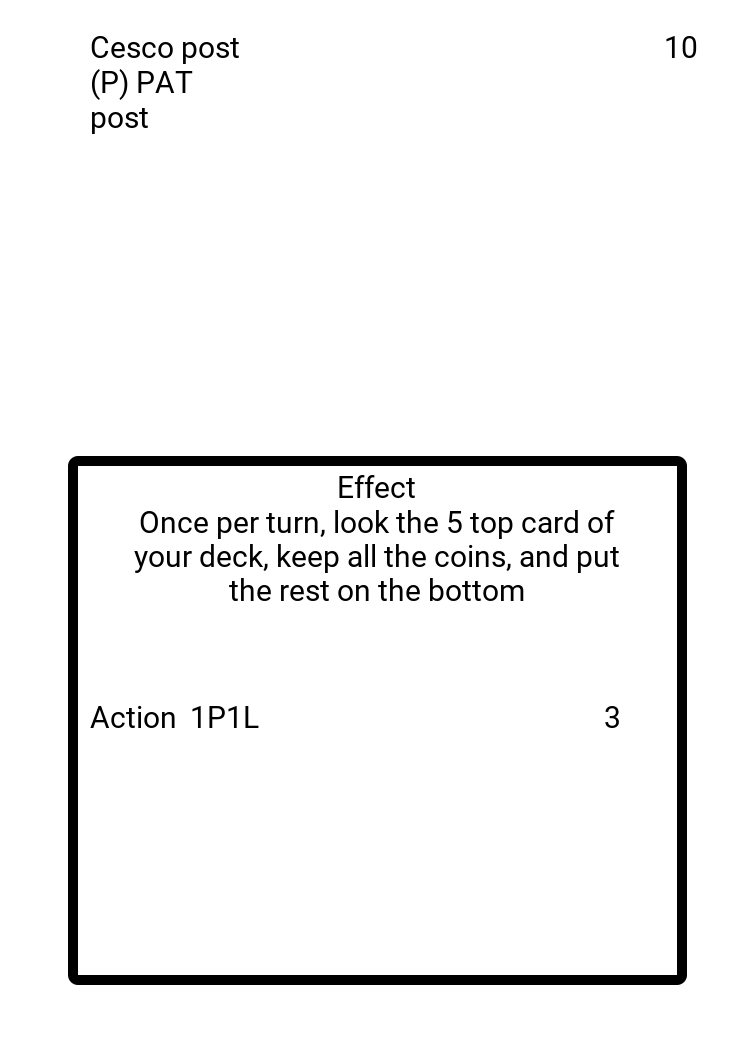 Cesco post 10
(P) PAT
post
Effect
Once per turn, look the 5 top card of
your deck, keep all the coins, and put
the rest on the bottom
Action 1P1L 3